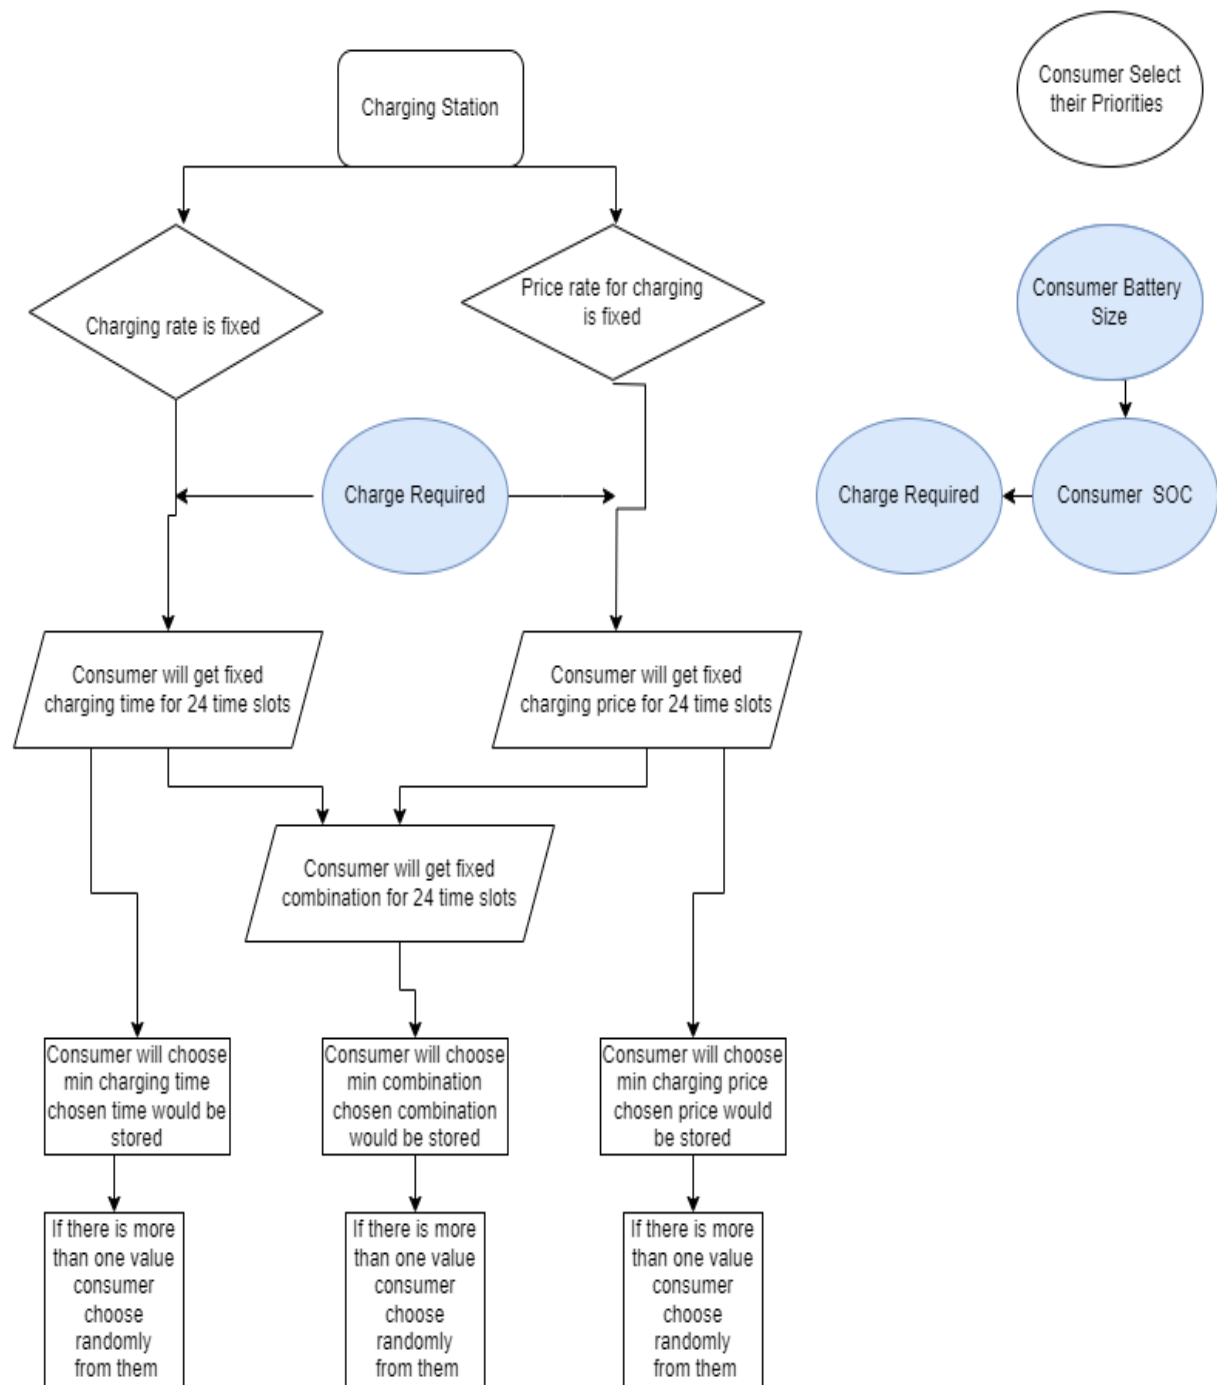 Charging Station
Consumer Select
their Priorities
Charging rate is fixed
Price rate for charging
is fixed
Consumer Battery
Size
Charge Required
Charge Required
Consumer SOC
Consumer will get fixed
charging time for 24 time slots
Consumer will get fixed
charging price for 24 time slots
Consumer will get fixed
combination for 24 time slots
Consumer will choose
min charging time
chosen time would be
stored
Consumer will choose
min combination
chosen combination
would be stored
Consumer will choose
min charging price
chosen price would
be stored
If there is more
than one value
consumer
choose
randomly
from them
If there is more
than one value
consumer
choose
randomly
from them
If there is more
than one value
consumer
choose
randomly
from them